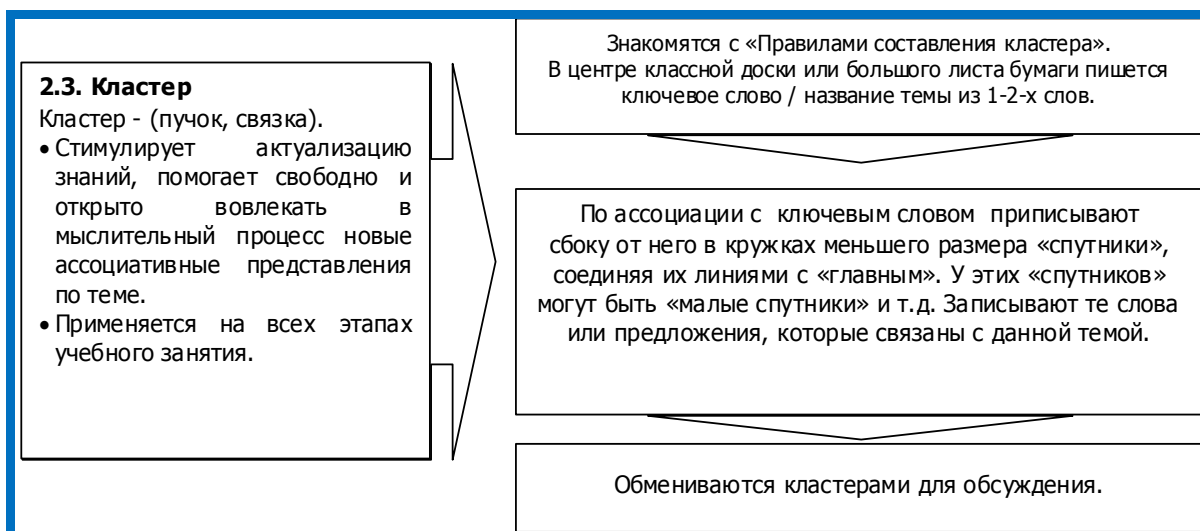 2.3. Кластер
Кластер - (пучок, связка).
• Стимулирует актуализацию
знаний, помогает свободно и
открыто вовлекать в
мыслительный процесс новые
ассоциативные представления
по теме.
• Применяется на всех этапах
учебного занятия.
Знакомятся с «Правилами составления кластера».
В центре классной доски или большого листа бумаги пишется
ключевое слово / название темы из 1-2-х слов.
По ассоциации с ключевым словом приписывают
сбоку от него в кружках меньшего размера «спутники»,
соединяя их линиями с «главным». У этих «спутников»
могут быть «малые спутники» и т.д. Записывают те слова
или предложения, которые связаны с данной темой.
Обмениваются кластерами для обсуждения.